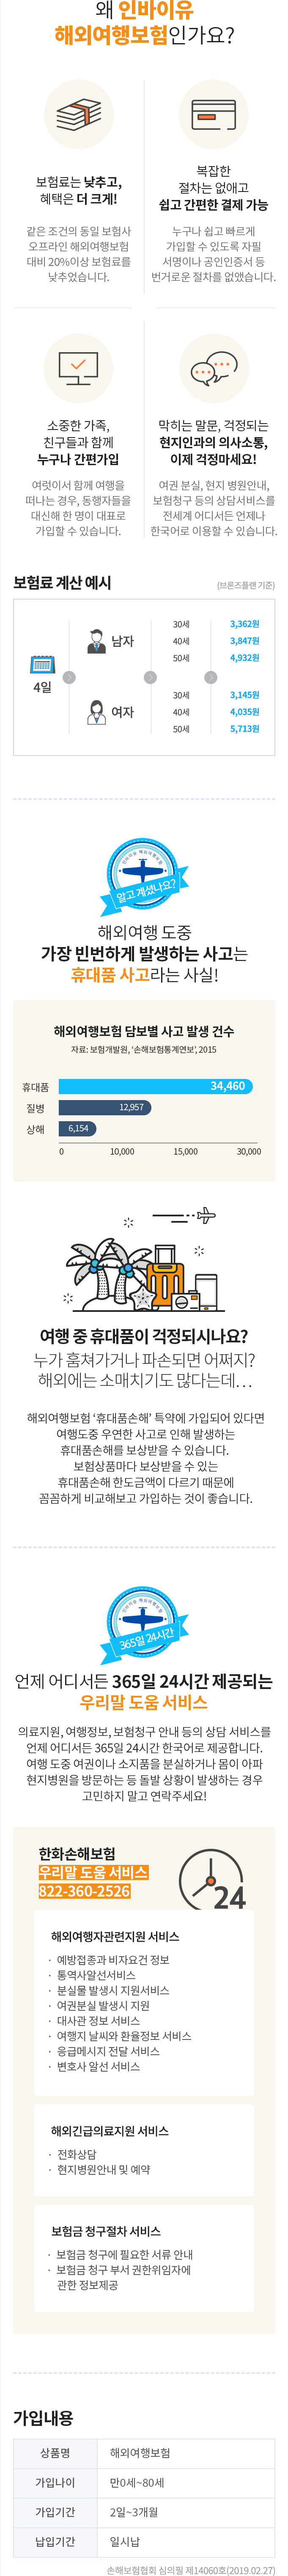 왜 인바이유
해외여행보험인가요?
보험료는 낮추고,
혜택은 더 크게!
같은 조건의 동일 보험사
오프라인 해외여행보험
대비 20%이상 보험료를
낮추었습니다.
복잡한
절차는 없애고
쉽고 간편한 결제 가능
누구나 쉽고 빠르게
가입할 수 있도록 자필
서명이나 공인인증서 등
번거로운 절차를 없앴습니다.
소중한 가족,
친구들과 함께
누구나 간편가입
여럿이서 함께 여행을
떠나는 경우, 동행자들을
대신해 한 명이 대표로
가입할 수 있습니다.
막히는 말문, 걱정되는
현지인과의 의사소통,
이제 걱정마세요!
여권 분실, 현지 병원안내,
보험청구 등의 상담서비스를
전세계 어디서든 언제나
한국어로 이용할 수 있습니다.
보험료 계산 예시
(브론즈플랜 기준)
4일
남자
30세 3,362원
40세 3,847원
50세 4,932원
여자
30세 3,145원
40세 4,035원
50세 5,713원
알고 계셨나요?
해외여행 도중
가장 빈번하게 발생하는 사고는
휴대품 사고라는 사실!
해외여행보험 담보별 사고 발생 건수
자료: 보험개발원, '손해보험통계연보', 2015
휴대품 34,460
질병 12,957
상해 6,154
0 10,000 15,000 30,000
여행 중 휴대품이 걱정되시나요?
누가 훔쳐가거나 파손되면 어쩌지?
해외에는 소매치기도 많다는데...
해외여행보험 '휴대품손해' 특약에 가입되어 있다면
여행도중 우연한 사고로 인해 발생하는
휴대품손해를 보상받을 수 있습니다.
보험상품마다 보상받을 수 있는
휴대품손해 한도금액이 다르기 때문에
꼼꼼하게 비교해보고 가입하는 것이 좋습니다.
365일 24시간
언제 어디서든 365일 24시간 제공되는
우리말 도움 서비스
의료지원, 여행정보, 보험청구 안내 등의 상담 서비스를
언제 어디서든 365일 24시간 한국어로 제공합니다.
여행 도중 여권이나 소지품을 분실하거나 몸이 아파
현지병원을 방문하는 등 돌발 상황이 발생하는 경우
고민하지 말고 연락주세요!
한화손해보험
우리말 도움 서비스
822-360-2526
24
해외여행자관련지원 서비스
· 예방접종과 비자요건 정보
· 통역사알선서비스
· 분실물 발생시 지원서비스
· 여권분실 발생시 지원
· 대사관 정보 서비스
· 여행지 날씨와 환율정보 서비스
· 응급메시지 전달 서비스
· 변호사 알선 서비스
해외긴급의료지원 서비스
· 전화상담
· 현지병원안내 및 예약
보험금 청구절차 서비스
· 보험금 청구에 필요한 서류 안내
· 보험금 청구 부서 권한위임자에
관한 정보제공
가입내용
상품명 해외여행보험
가입나이 만0세~80세
가입기간 2일~3개월
납입기간 일시납
손해보험협회 심의필 제14060호(2019.02.27)